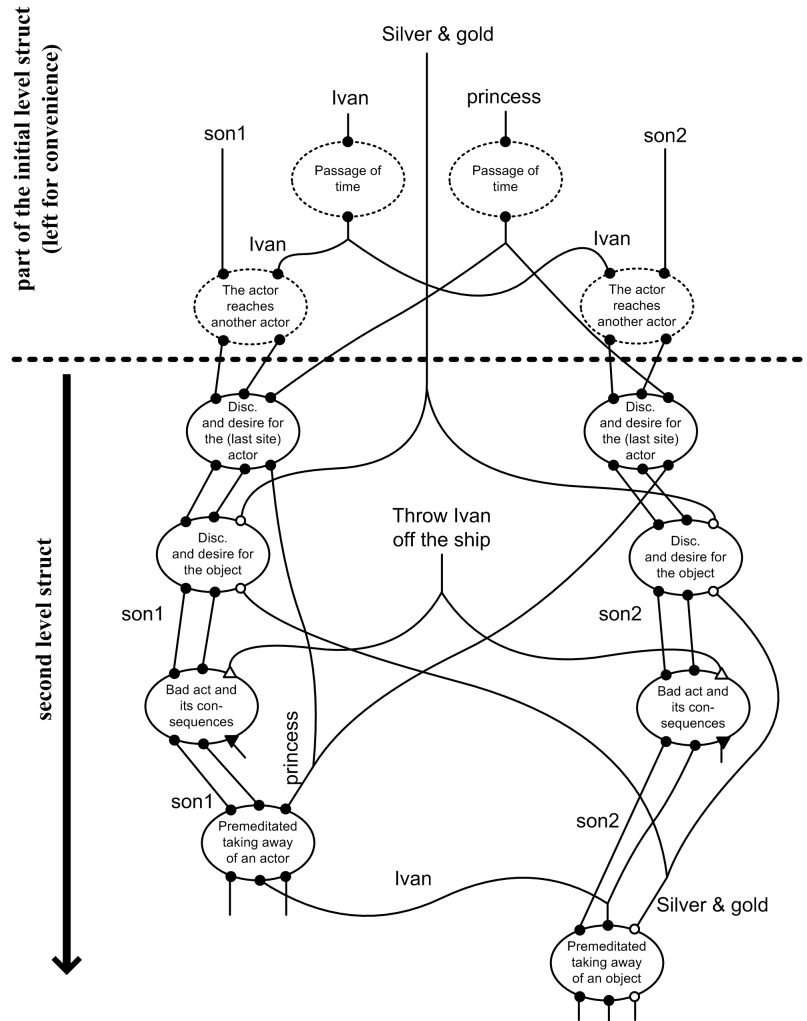 part of the initial level struct
(left for convenience)
Silver & gold
Ivan
princess
son1
son2
Passage of
time
Passage of
time
Ivan
Ivan
The actor
reaches
another actor
The actor
reaches
another actor
second level struct
Disc.
and desire for
the (last site)
actor
Disc.
and desire for
the (last site)
actor
Throw Ivan
off the ship
Disc.
and desire for
the object
Disc.
and desire for
the object
son1
son2
Bad act and
its con-
sequences
Bad act and
its con-
sequences
princess
son1
son2
Premeditated
taking away
of an actor
Ivan
Silver & gold
Premeditated
taking away
of an object